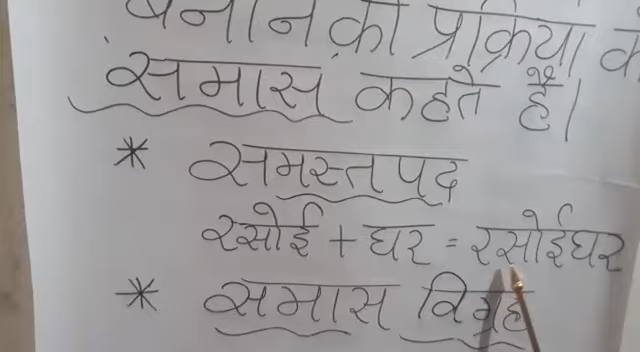 बनाने की प्रक्रिया
समास कहते हैं।
* समस्तपद
रसोई + घर = रसोईघर
* समास विग्रह